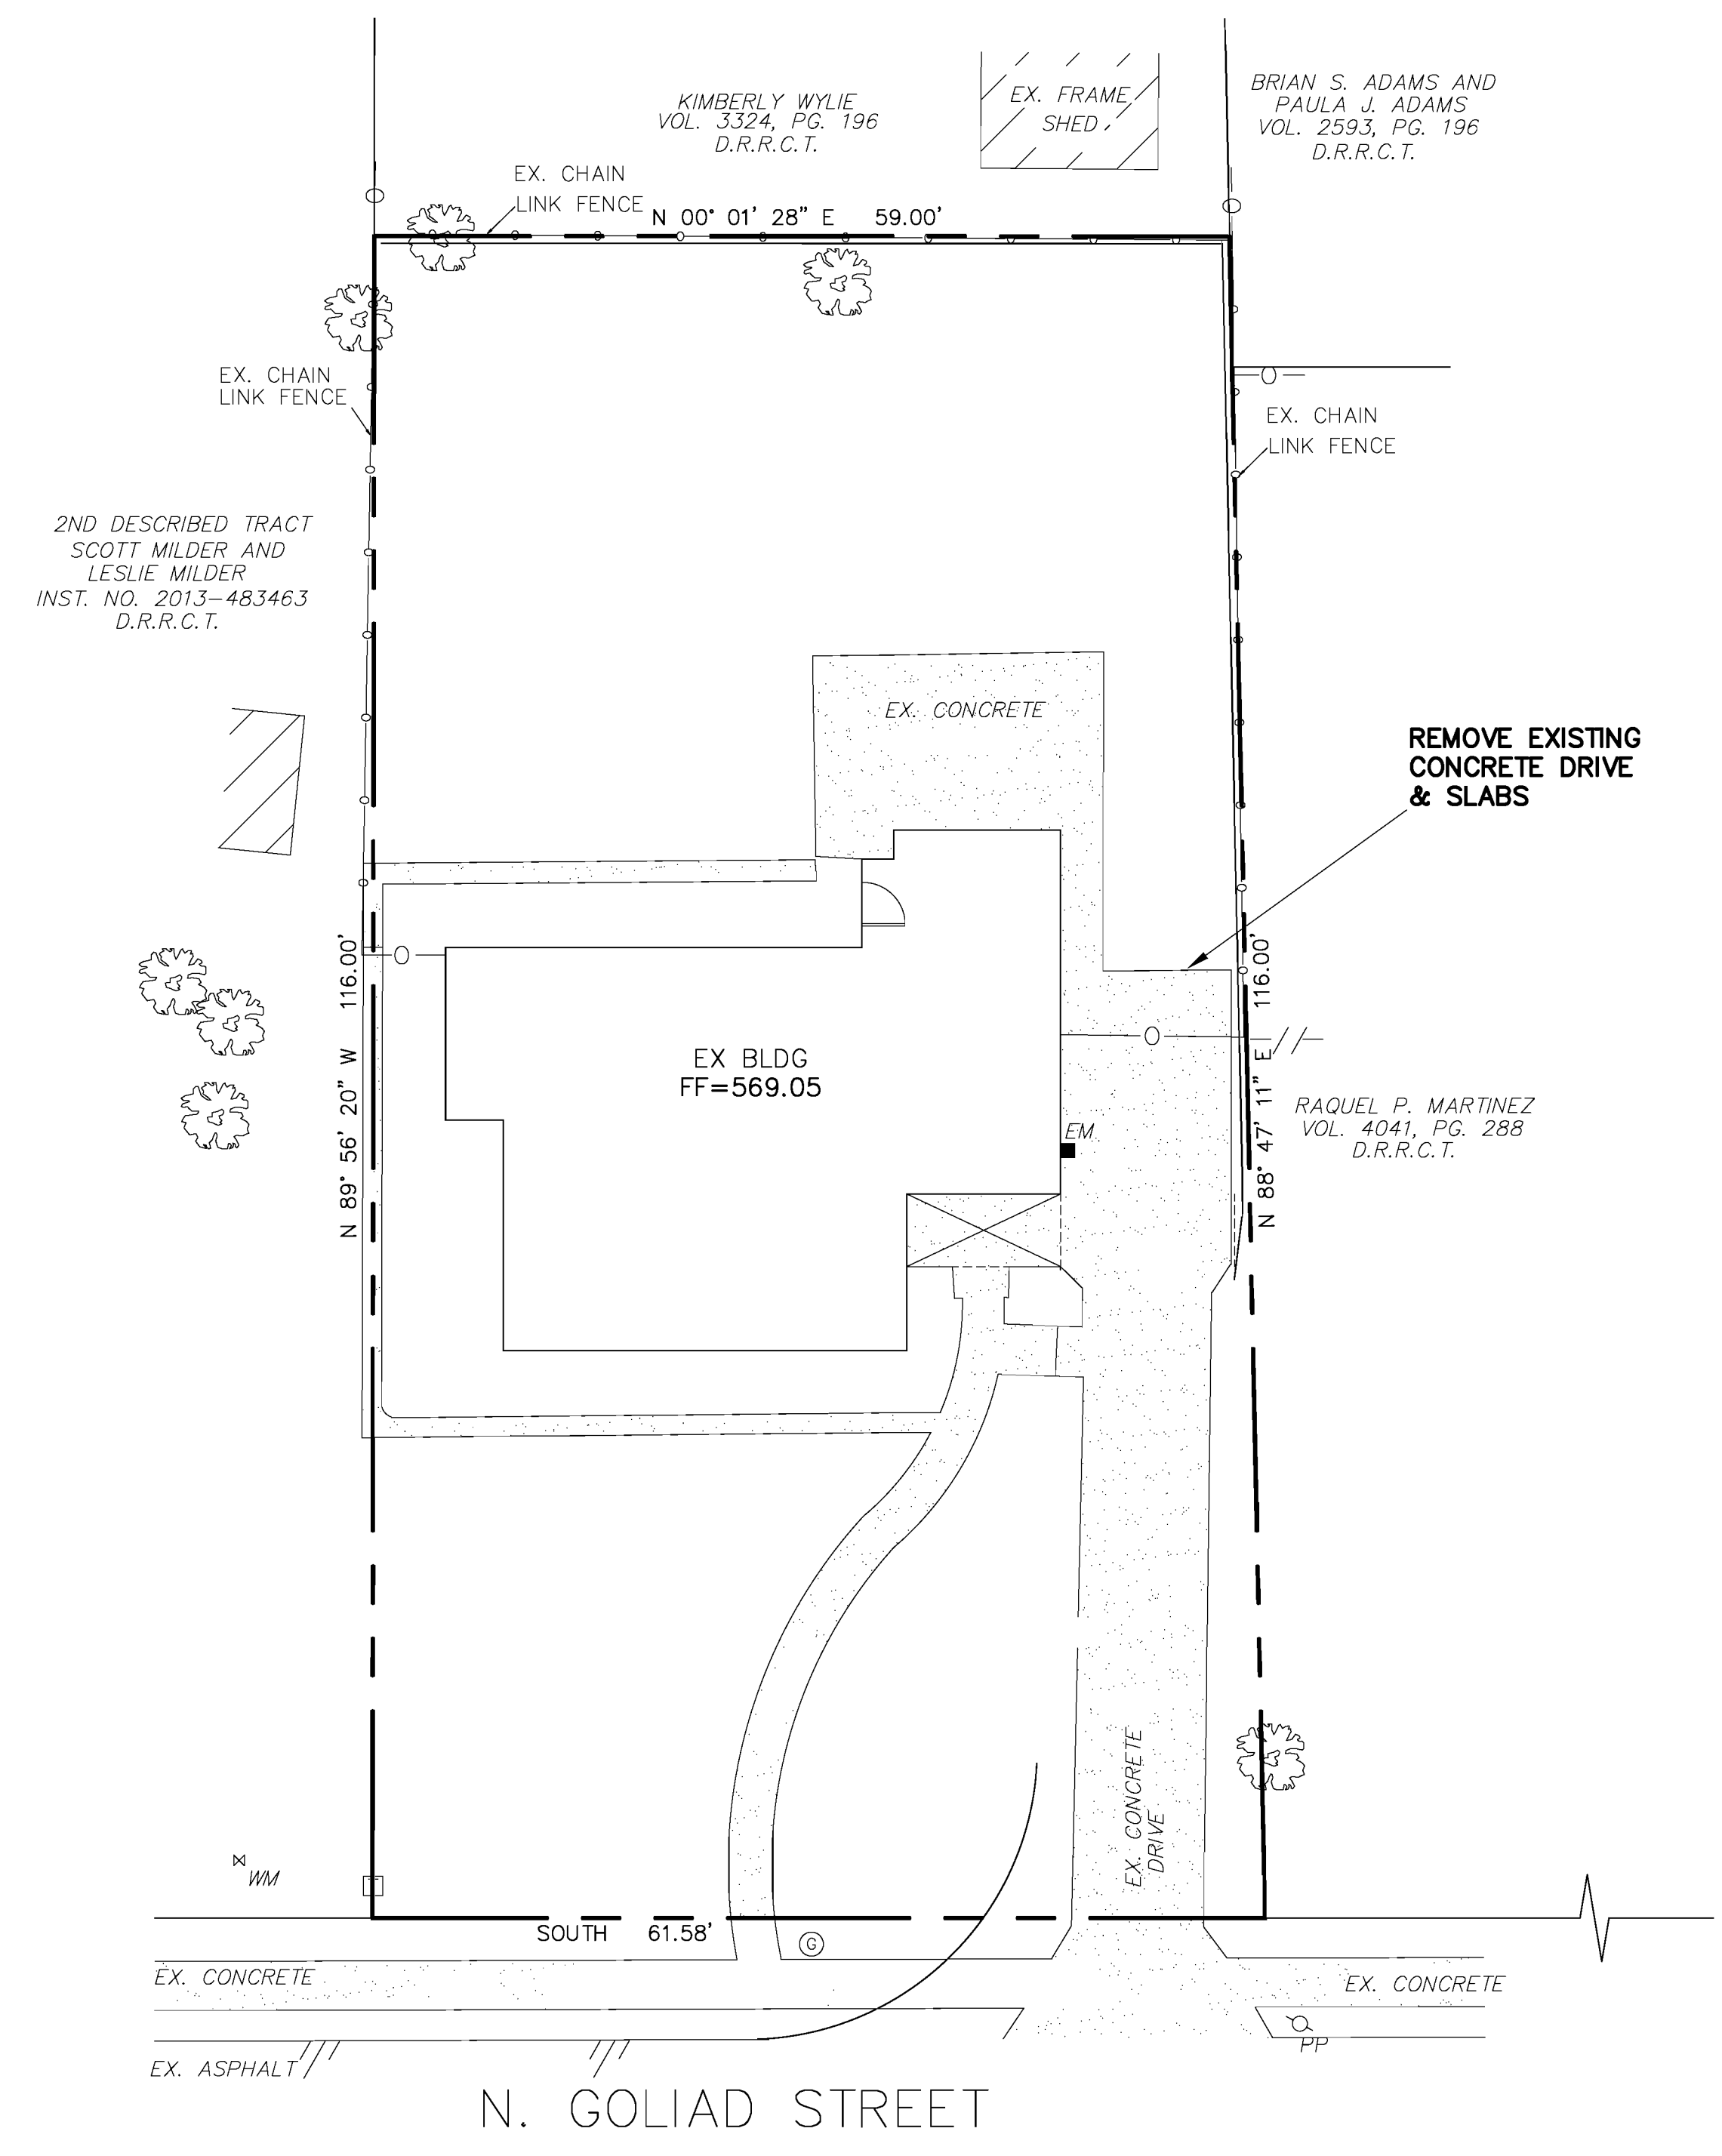 KIMBERLY WYLIE
VOL. 3324, PG. 196
D.R.R.C.T.
EX. FRAME
SHED
BRIAN S. ADAMS AND
PAULA J. ADAMS
VOL. 2593, PG. 196
D.R.R.C.T.
EX. CHAIN
LINK FENCE
N 00° 01' 28" E 59.00'
EX. CHAIN
LINK FENCE
EX. CHAIN
LINK FENCE
2ND DESCRIBED TRACT
SCOTT MILDER AND
LESLIE MILDER
INST. NO. 2013-483463
D.R.R.C.T.
EX. CONCRETE
REMOVE EXISTING
CONCRETE DRIVE
& SLABS
N 89° 56' 20" W 116.00'
EX BLDG
FF=569.05
N 88° 47' 11" E 116.00'
EM
RAQUEL P. MARTINEZ
VOL. 4041, PG. 288
D.R.R.C.T.
EX. CONCRETE
DRIVE
WM
SOUTH 61.58'
G
EX. CONCRETE
EX. CONCRETE
PP
EX. ASPHALT
N. GOLIAD STREET